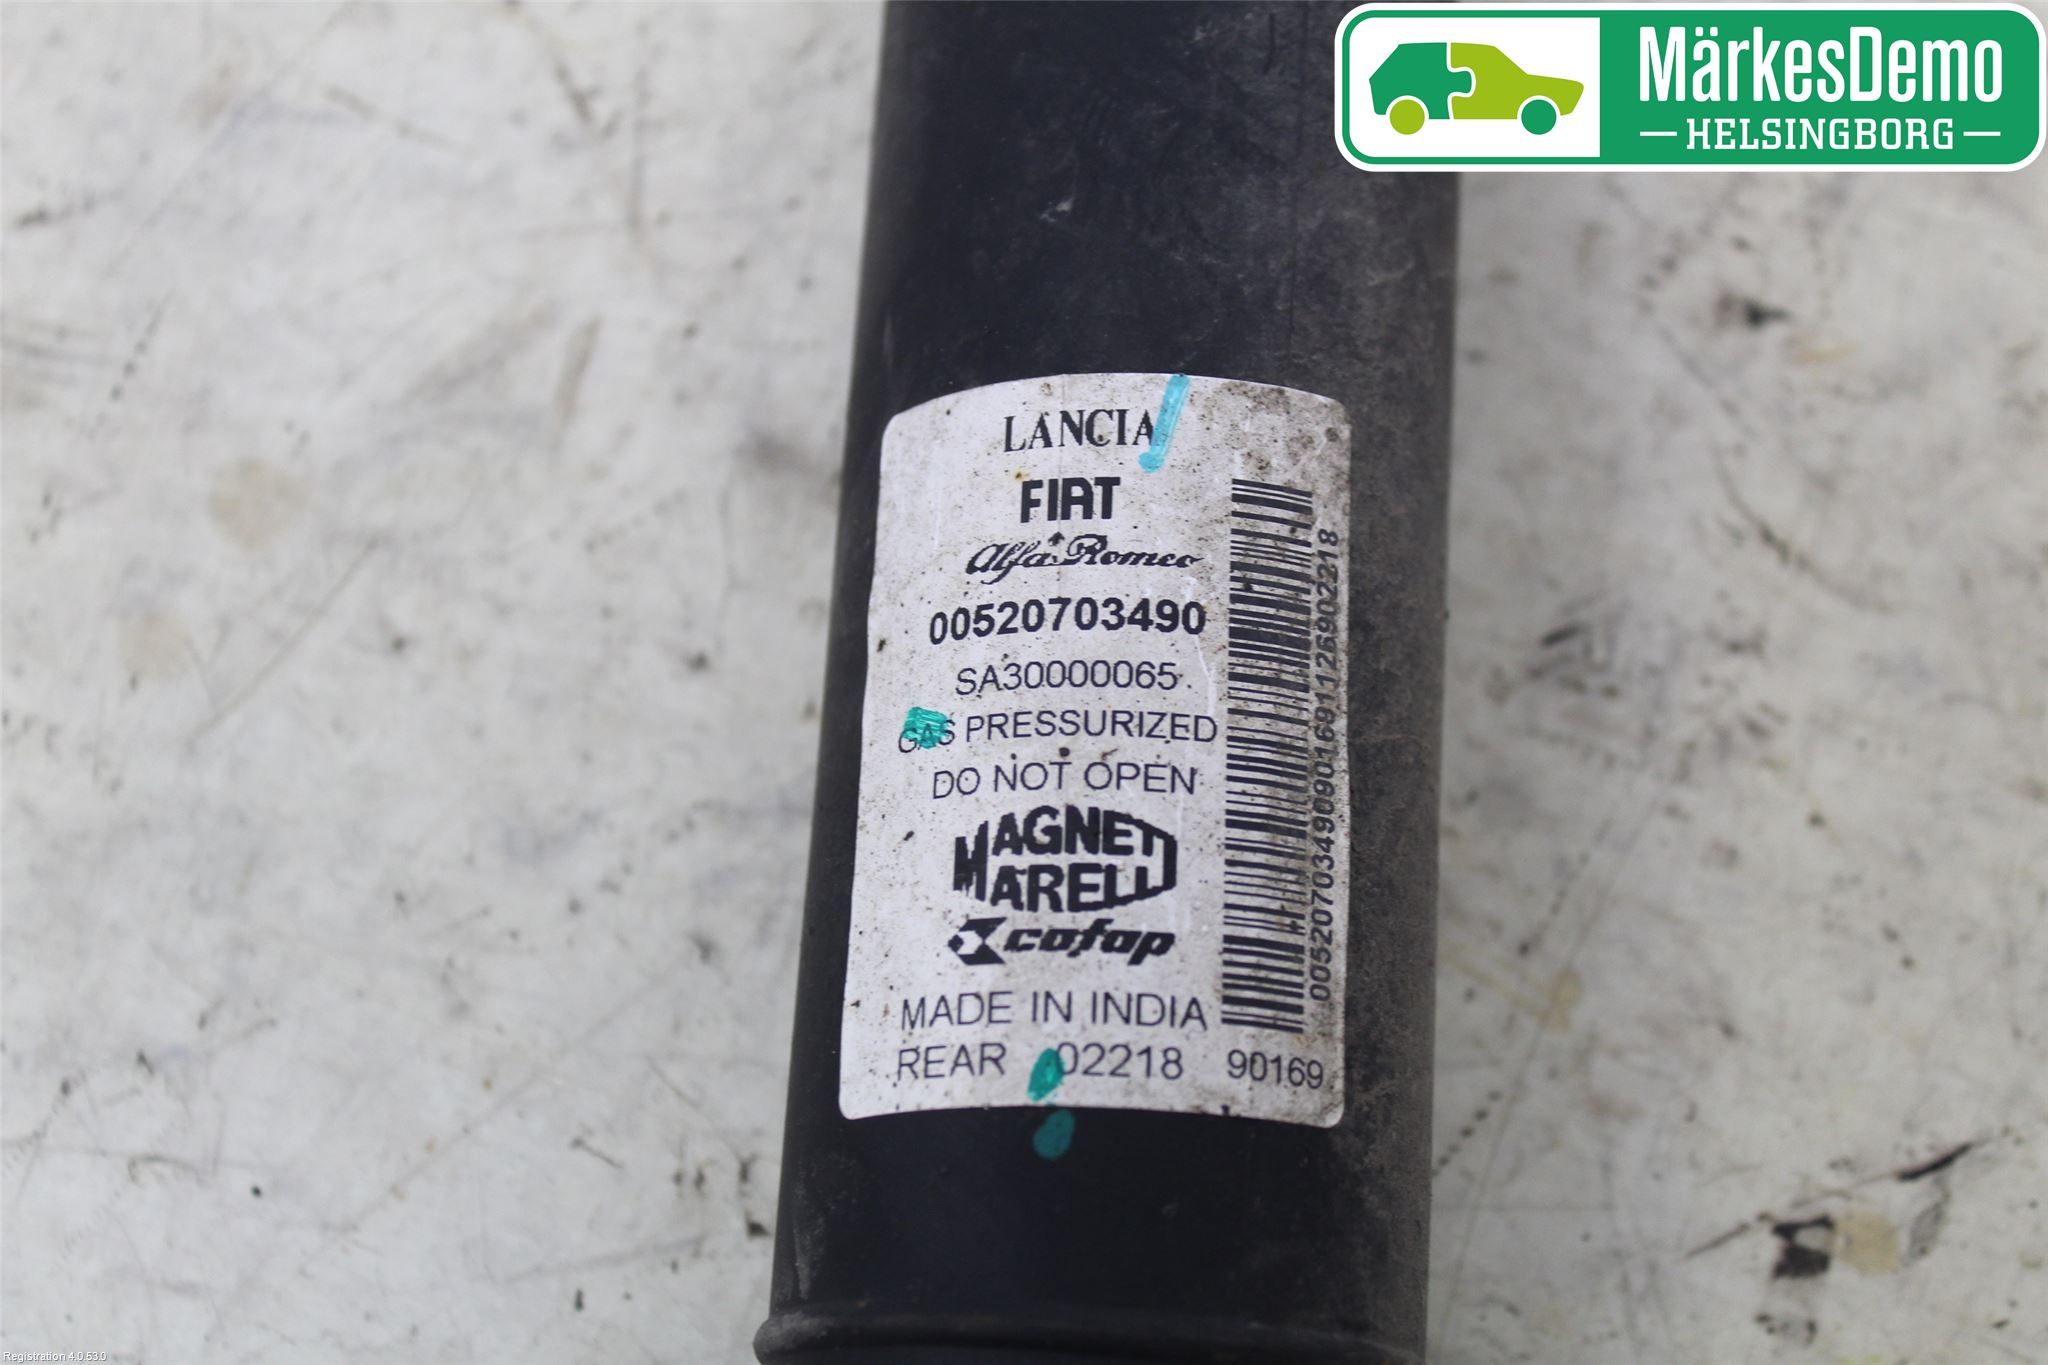 MärkesDemo
HELSINGBORG
LANCIA
FIAT
Alfa Romeo
00520703490
SA30000065
GAS PRESSURIZED
DO NOT OPEN
MAGNETI
MARELLI
cofap
MADE IN INDIA
REAR 02218 90169
00520703490901691126902218
Registration 4.0.53.0